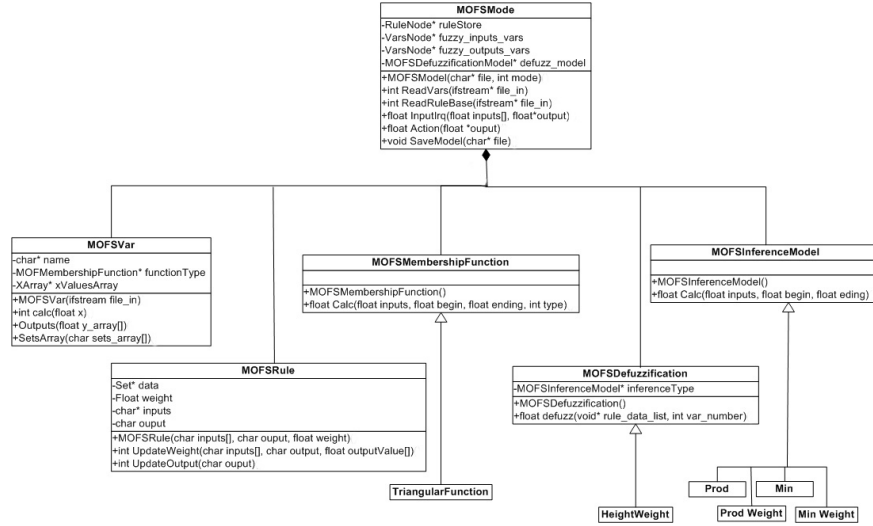 MOFSMode
-RuleNode* ruleStore
-VarsNode* fuzzy_inputs_vars
-VarsNode* fuzzy_outputs_vars
-MOFSDefuzzificationModel* defuzz_model
+MOFSModel(char* file, int mode)
+int ReadVars(ifstream* file_in)
+int ReadRuleBase(ifstream* file_in)
+float InputIrq(float inputs[], float*output)
+float Action(float *ouput)
+void SaveModel(char* file)
MOFSVar
-char* name
-MOFMembershipFunction* functionType
-XArray* xValuesArray
+MOFSVar(ifstream file_in)
+int calc(float x)
+Outputs(float y_array[])
+SetsArray(char sets_array[])
MOFSMembershipFunction
+MOFSMembershipFunction()
+float Calc(float inputs, float begin, float ending, int type)
MOFSInferenceModel
+MOFSInferenceModel()
+float Calc(float inputs, float begin, float eding)
MOFSRule
-Set* data
-Float weight
-char* inputs
-char ouput
+MOFSRule(char inputs[], char ouput, float weight)
+int UpdateWeight(char inputs[], char output, float outputValue[])
+int UpdateOutput(char ouput)
MOFSDefuzzification
-MOFSInferenceModel* inferenceType
+MOFSDefuzzification()
+float defuzz(void* rule_data_list, int var_number)
TriangularFunction
HeightWeight
Prod
Min
Prod Weight
Min Weight